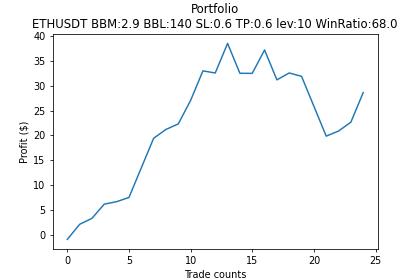 Portfolio
ETHUSDT BBM:2.9 BBL:140 SL:0.6 TP:0.6 lev:10 WinRatio:68.0
40
35
30
25
20
15
10
5
0
Profit ($)
0 5 10 15 20 25
Trade counts